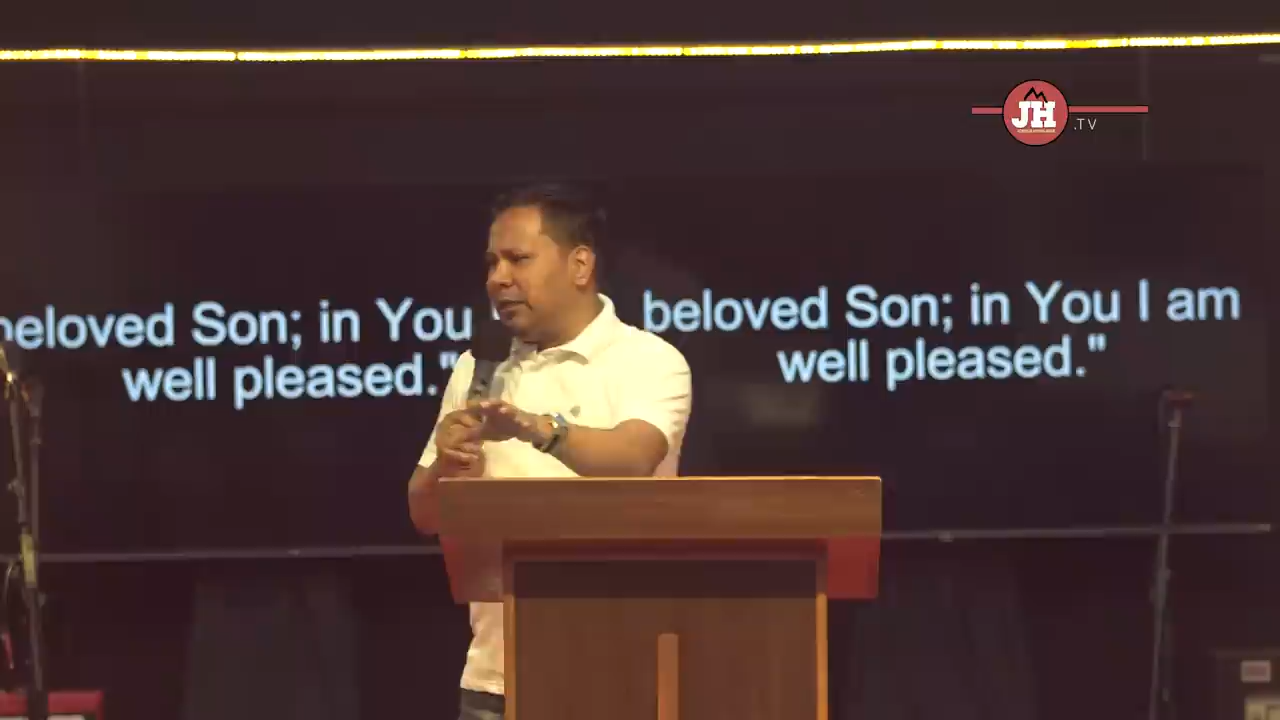 JH
.TV
beloved Son; in You
well pleased."
beloved Son; in You I am
well pleased."